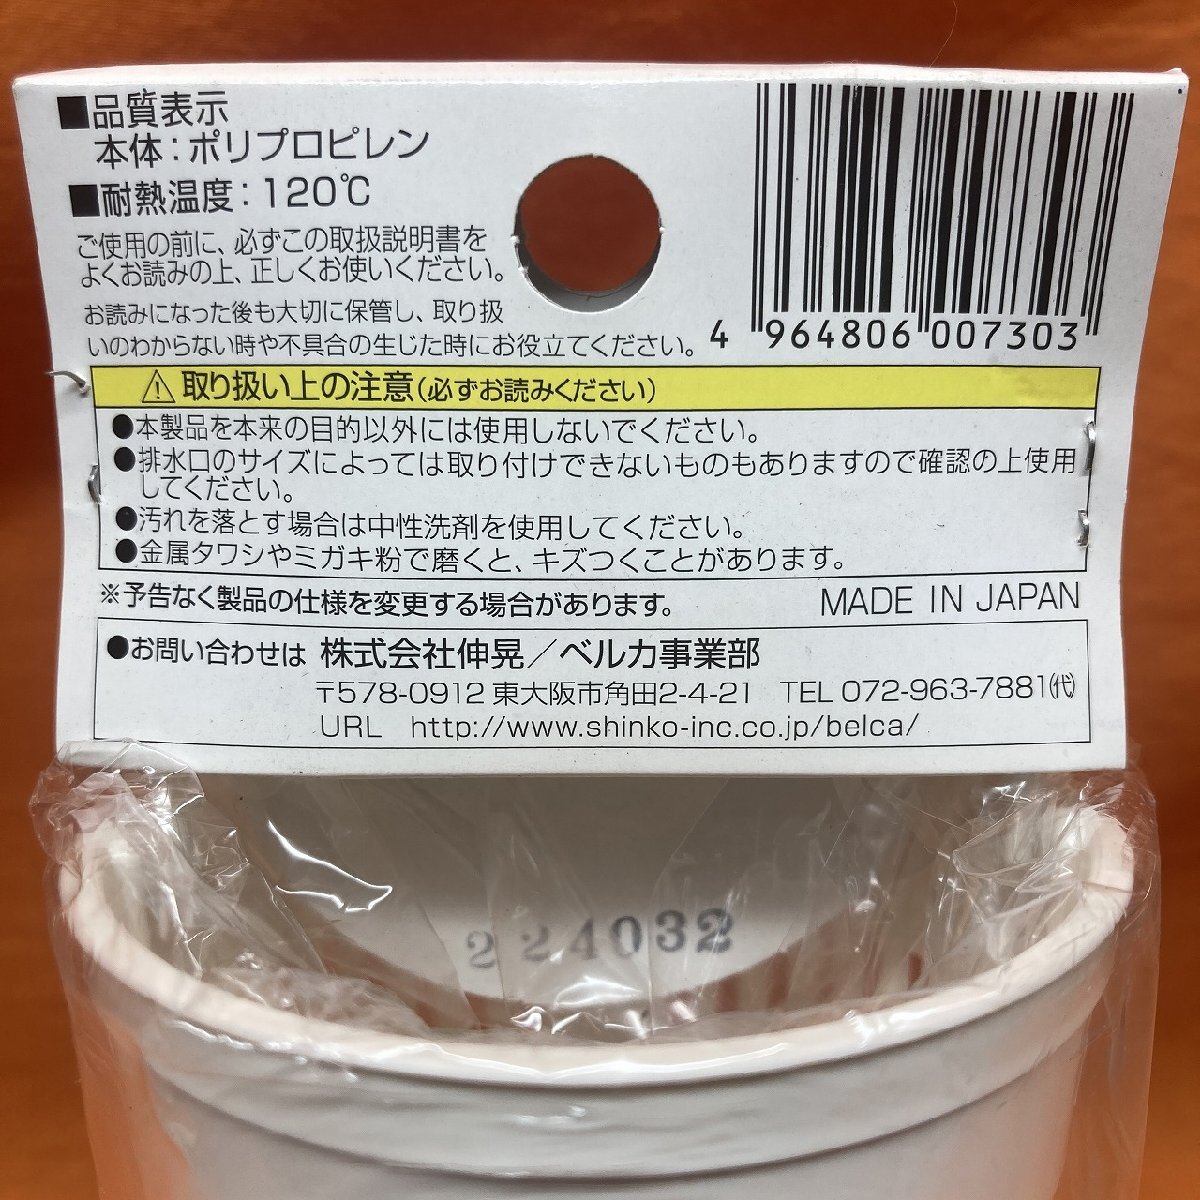 ■品質表示
本体：ポリプロピレン
■耐熱温度：120℃
ご使用の前に、必ずこの取扱説明書を
よくお読みの上、正しくお使いください。
お読みになった後も大切に保管し、取り扱
いのわからない時や不具合の生じた時にお役立てください。
4 964806 007303
⚠取り扱い上の注意（必ずお読みください）
●本製品を本来の目的以外には使用しないでください。
●排水口のサイズによっては取り付けできないものもありますので確認の上使用
してください。
●汚れを落とす場合は中性洗剤を使用してください。
●金属タワシやミガキ粉で磨くと、キズつくことがあります。
※予告なく製品の仕様を変更する場合があります。
MADE IN JAPAN
●お問い合わせは 株式会社伸晃／ベルカ事業部
〒578-0912 東大阪市角田2-4-21 TEL 072-963-7881(代)
URL http://www.shinko-inc.co.jp/belca/
224032